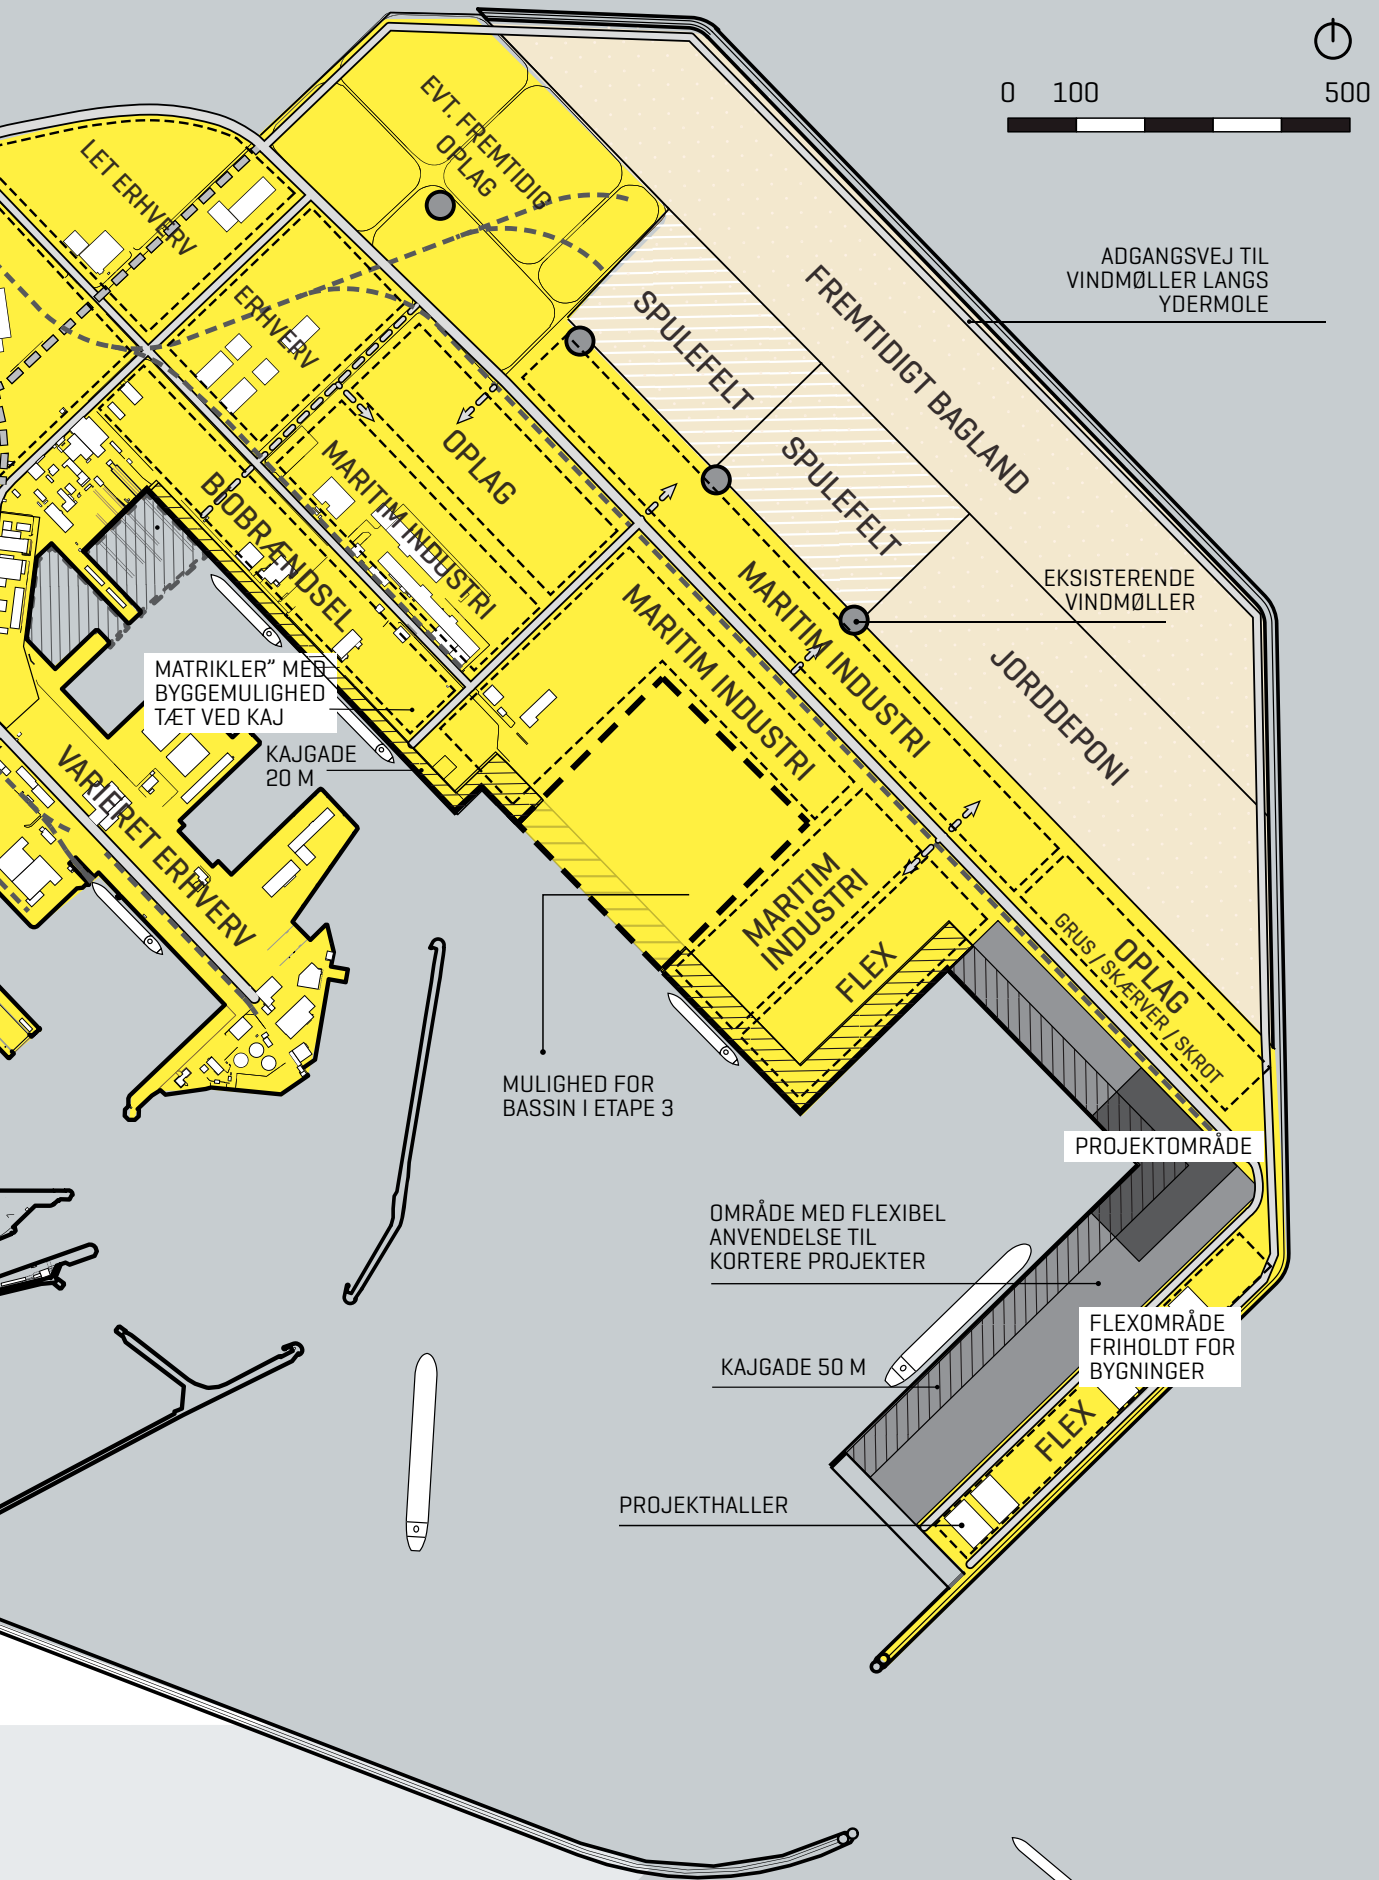 0 100 500
EVT. FREMTIDIG
OPLAG
LET ERHVERV
ERHVERV
ADGANGSVEJ TIL
VINDMØLLER LANGS
YDERMOLE
SPULEFELT
FREMTIDIGT BAGLAND
SPULEFELT
OPLAG
MARITIM INDUSTRI
BIOBRÆNDSEL
EKSISTERENDE
VINDMØLLER
MARITIM INDUSTRI
MARITIM INDUSTRI
JORDDEPONI
MATRIKLER” MED
BYGGEMULIGHED
TÆT VED KAJ
KAJGADE
20 M
VARIERET ERHVERV
MARITIM
INDUSTRI
FLEX
OPLAG
GRUS / SKÆRVER / SKROT
MULIGHED FOR
BASSIN I ETAPE 3
PROJEKTOMRÅDE
OMRÅDE MED FLEXIBEL
ANVENDELSE TIL
KORTERE PROJEKTER
FLEXOMRÅDE
FRIHOLDT FOR
BYGNINGER
KAJGADE 50 M
FLEX
PROJEKTHALLER